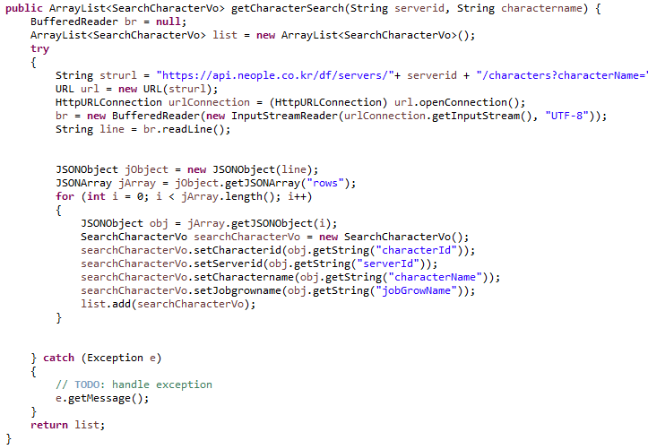 public ArrayList<SearchCharacterVo> getCharacterSearch(String serverid, String charactername) {
BufferedReader br = null;
ArrayList<SearchCharacterVo> list = new ArrayList<SearchCharacterVo>();
try
{
String strurl = "https://api.neople.co.kr/df/servers/"+ serverid + "/characters?characterName="
URL url = new URL(strurl);
HttpURLConnection urlConnection = (HttpURLConnection) url.openConnection();
br = new BufferedReader(new InputStreamReader(urlConnection.getInputStream(), "UTF-8"));
String line = br.readLine();
JSONObject jObject = new JSONObject(line);
JSONArray jArray = jObject.getJSONArray("rows");
for (int i = 0; i < jArray.length(); i++)
{
JSONObject obj = jArray.getJSONObject(i);
SearchCharacterVo searchCharacterVo = new SearchCharacterVo();
searchCharacterVo.setCharacterid(obj.getString("characterId"));
searchCharacterVo.setServerid(obj.getString("serverId"));
searchCharacterVo.setCharactername(obj.getString("characterName"));
searchCharacterVo.setJobgrowname(obj.getString("jobGrowName"));
list.add(searchCharacterVo);
}
} catch (Exception e)
{
// TODO: handle exception
e.getMessage();
}
return list;
}